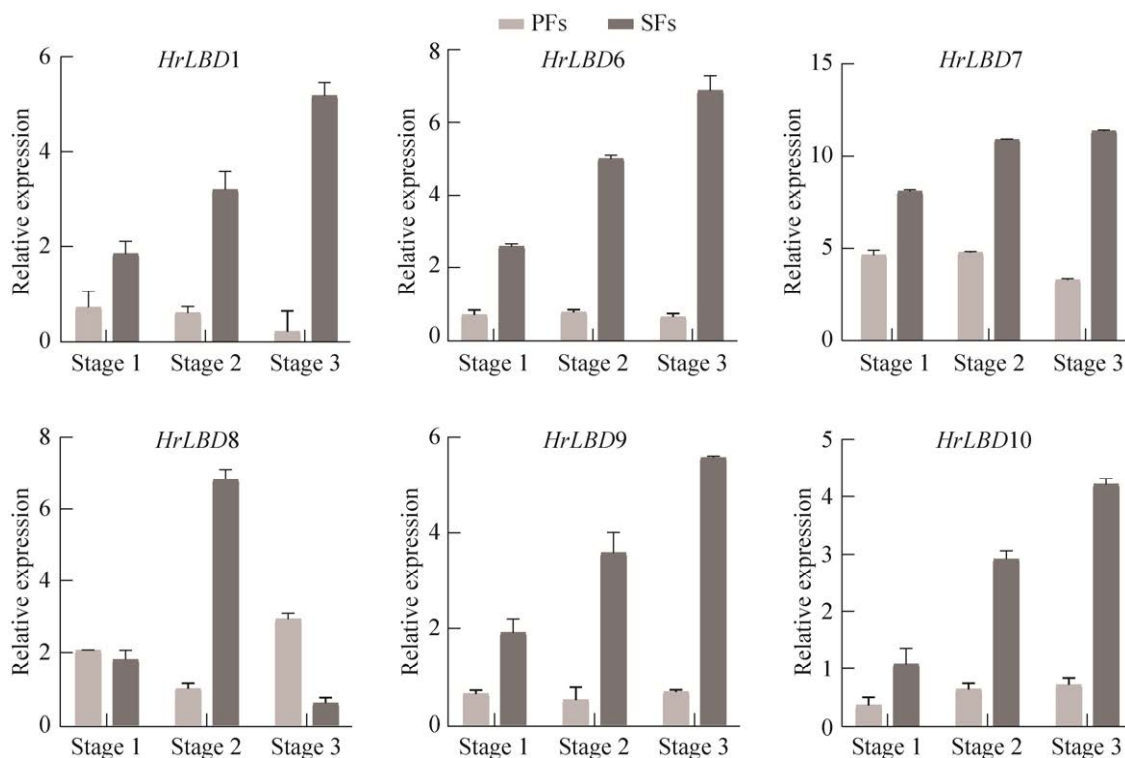 PFs SFs
HrLBD1
Relative expression
6
4
2
0
Stage 1 Stage 2 Stage 3
HrLBD6
Relative expression
8
6
4
2
0
Stage 1 Stage 2 Stage 3
HrLBD7
Relative expression
15
10
5
0
Stage 1 Stage 2 Stage 3
HrLBD8
Relative expression
8
6
4
2
0
Stage 1 Stage 2 Stage 3
HrLBD9
Relative expression
6
4
2
0
Stage 1 Stage 2 Stage 3
HrLBD10
Relative expression
5
4
3
2
1
0
Stage 1 Stage 2 Stage 3